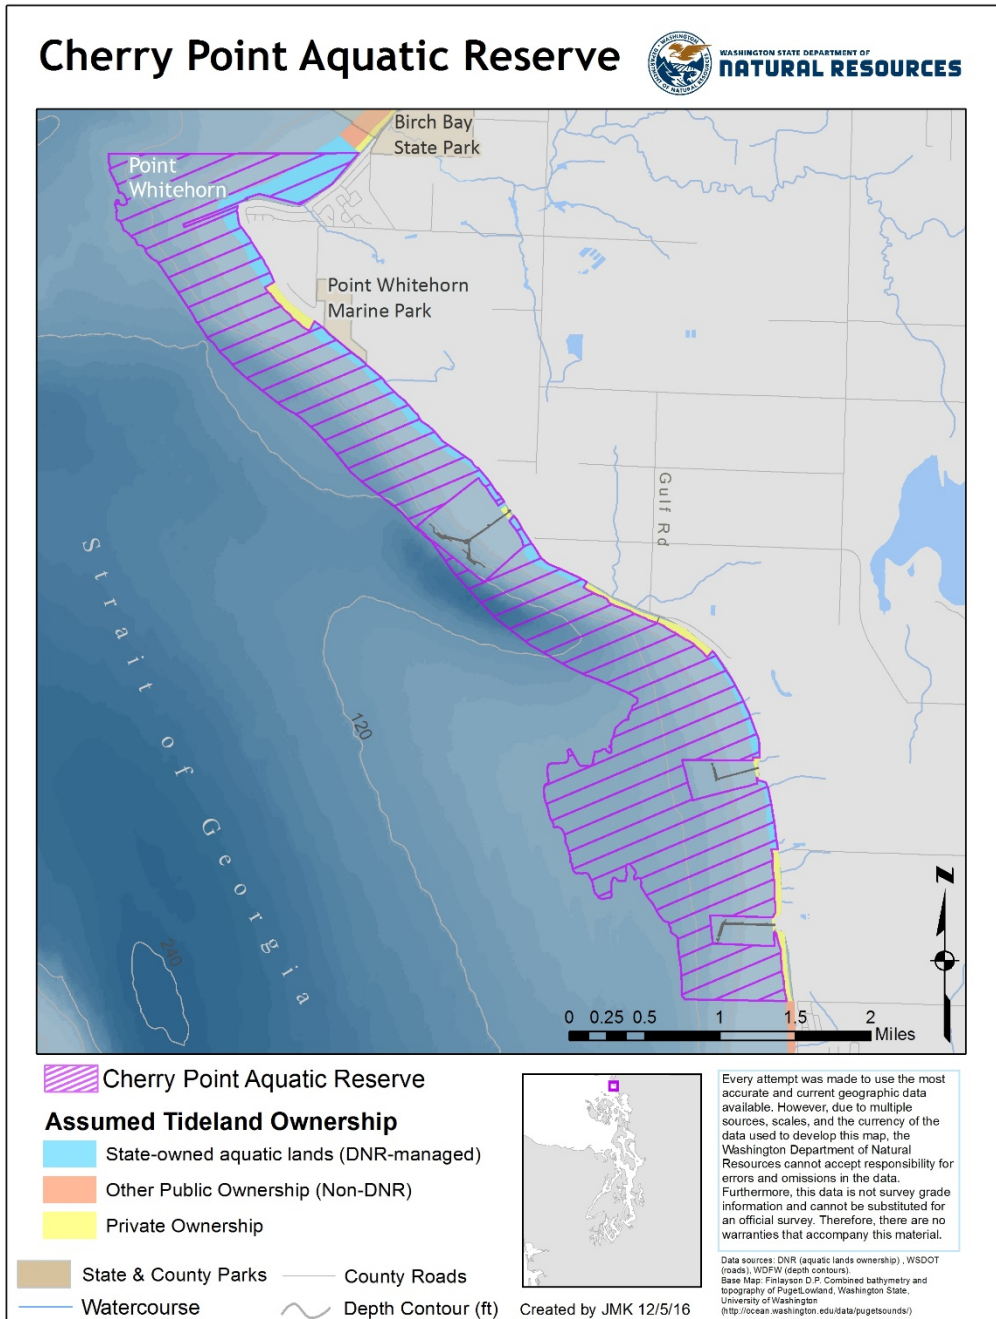 Cherry Point Aquatic Reserve
WASHINGTON STATE DEPARTMENT OF
NATURAL RESOURCES
Birch Bay
State Park
Point
Whitehorn
Point Whitehorn
Marine Park
Gulf Rd
Strait of Georgia
120
240
N
0 0.25 0.5 1 1.5 2
Miles
Cherry Point Aquatic Reserve
Assumed Tideland Ownership
State-owned aquatic lands (DNR-managed)
Other Public Ownership (Non-DNR)
Private Ownership
State & County Parks
County Roads
Watercourse
Depth Contour (ft)
Created by JMK 12/5/16
Every attempt was made to use the most
accurate and current geographic data
available. However, due to multiple
sources, scales, and the currency of the
data used to develop this map, the
Washington Department of Natural
Resources cannot accept responsibility for
errors and omissions in the data.
Furthermore, this data is not survey grade
information and cannot be substituted for
an official survey. Therefore, there are no
warranties that accompany this material.
Data sources: DNR (aquatic lands ownership) , WSDOT
(roads), WDFW (depth contours).
Base Map: Finlayson D.P. Combined bathymetry and
topography of PugetLowland, Washington State,
University of Washington
(http://ocean.washington.edu/data/pugetsounds/)